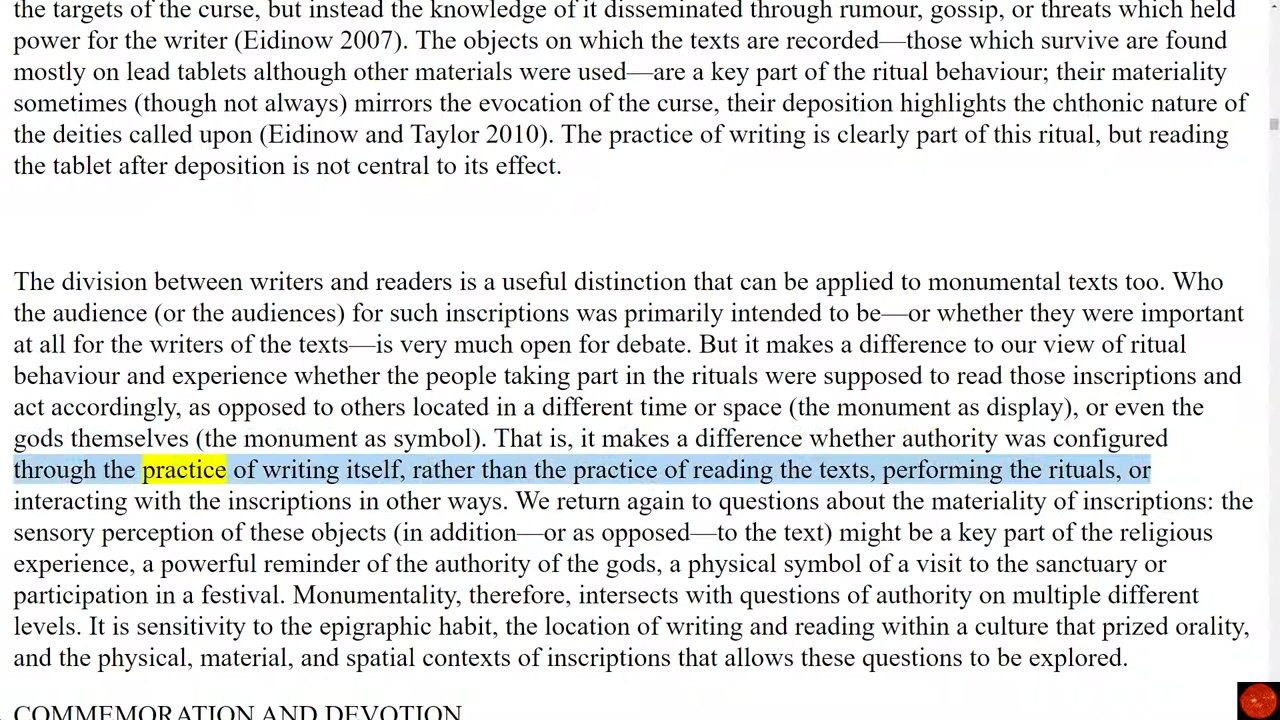 the targets of the curse, but instead the knowledge of it disseminated through rumour, gossip, or threats which held
power for the writer (Eidinow 2007). The objects on which the texts are recorded—those which survive are found
mostly on lead tablets although other materials were used—are a key part of the ritual behaviour; their materiality
sometimes (though not always) mirrors the evocation of the curse, their deposition highlights the chthonic nature of
the deities called upon (Eidinow and Taylor 2010). The practice of writing is clearly part of this ritual, but reading
the tablet after deposition is not central to its effect.
The division between writers and readers is a useful distinction that can be applied to monumental texts too. Who
the audience (or the audiences) for such inscriptions was primarily intended to be—or whether they were important
at all for the writers of the texts—is very much open for debate. But it makes a difference to our view of ritual
behaviour and experience whether the people taking part in the rituals were supposed to read those inscriptions and
act accordingly, as opposed to others located in a different time or space (the monument as display), or even the
gods themselves (the monument as symbol). That is, it makes a difference whether authority was configured
through the practice of writing itself, rather than the practice of reading the texts, performing the rituals, or
interacting with the inscriptions in other ways. We return again to questions about the materiality of inscriptions: the
sensory perception of these objects (in addition—or as opposed—to the text) might be a key part of the religious
experience, a powerful reminder of the authority of the gods, a physical symbol of a visit to the sanctuary or
participation in a festival. Monumentality, therefore, intersects with questions of authority on multiple different
levels. It is sensitivity to the epigraphic habit, the location of writing and reading within a culture that prized orality,
and the physical, material, and spatial contexts of inscriptions that allows these questions to be explored.
COMMEMORATION AND DEVOTION